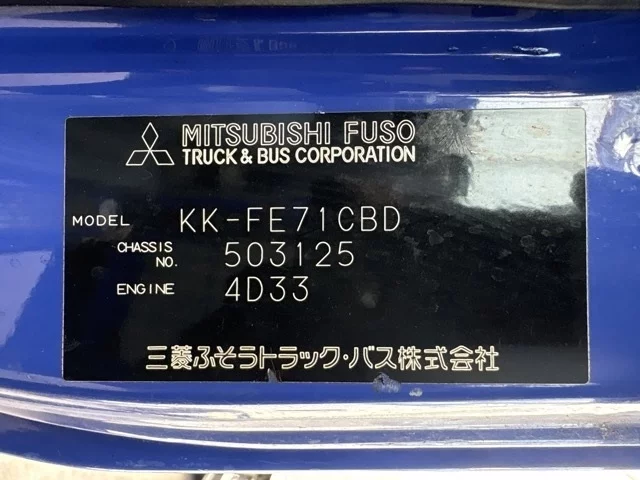 MITSUBISHI FUSO
TRUCK & BUS CORPORATION
MODEL KK-FE71CBD
CHASSIS NO. 503125
ENGINE 4D33
三菱ふそうトラック・バス株式会社